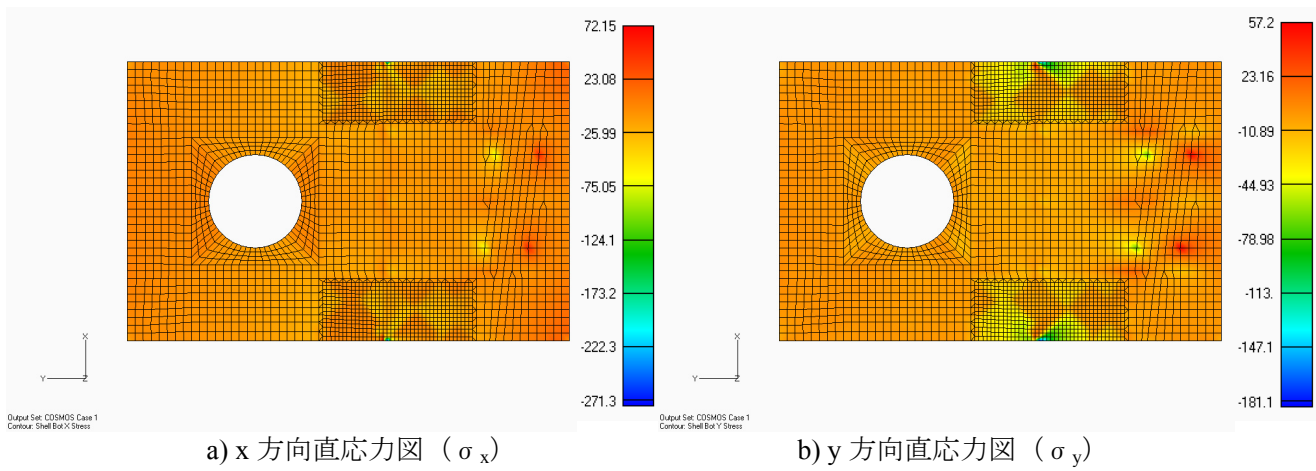 72.15
23.08
-25.99
-75.05
-124.1
-173.2
-222.3
-271.3
X
Y
Z
Output Set: COSMOS Case 1
Contour: Shell Bot X Stress
a) x 方向直応力図（σx）
57.2
23.16
-10.89
-44.93
-78.98
-113.
-147.1
-181.1
X
Y
Z
Output Set: COSMOS Case 1
Contour: Shell Bot Y Stress
b) y 方向直応力図（σy）